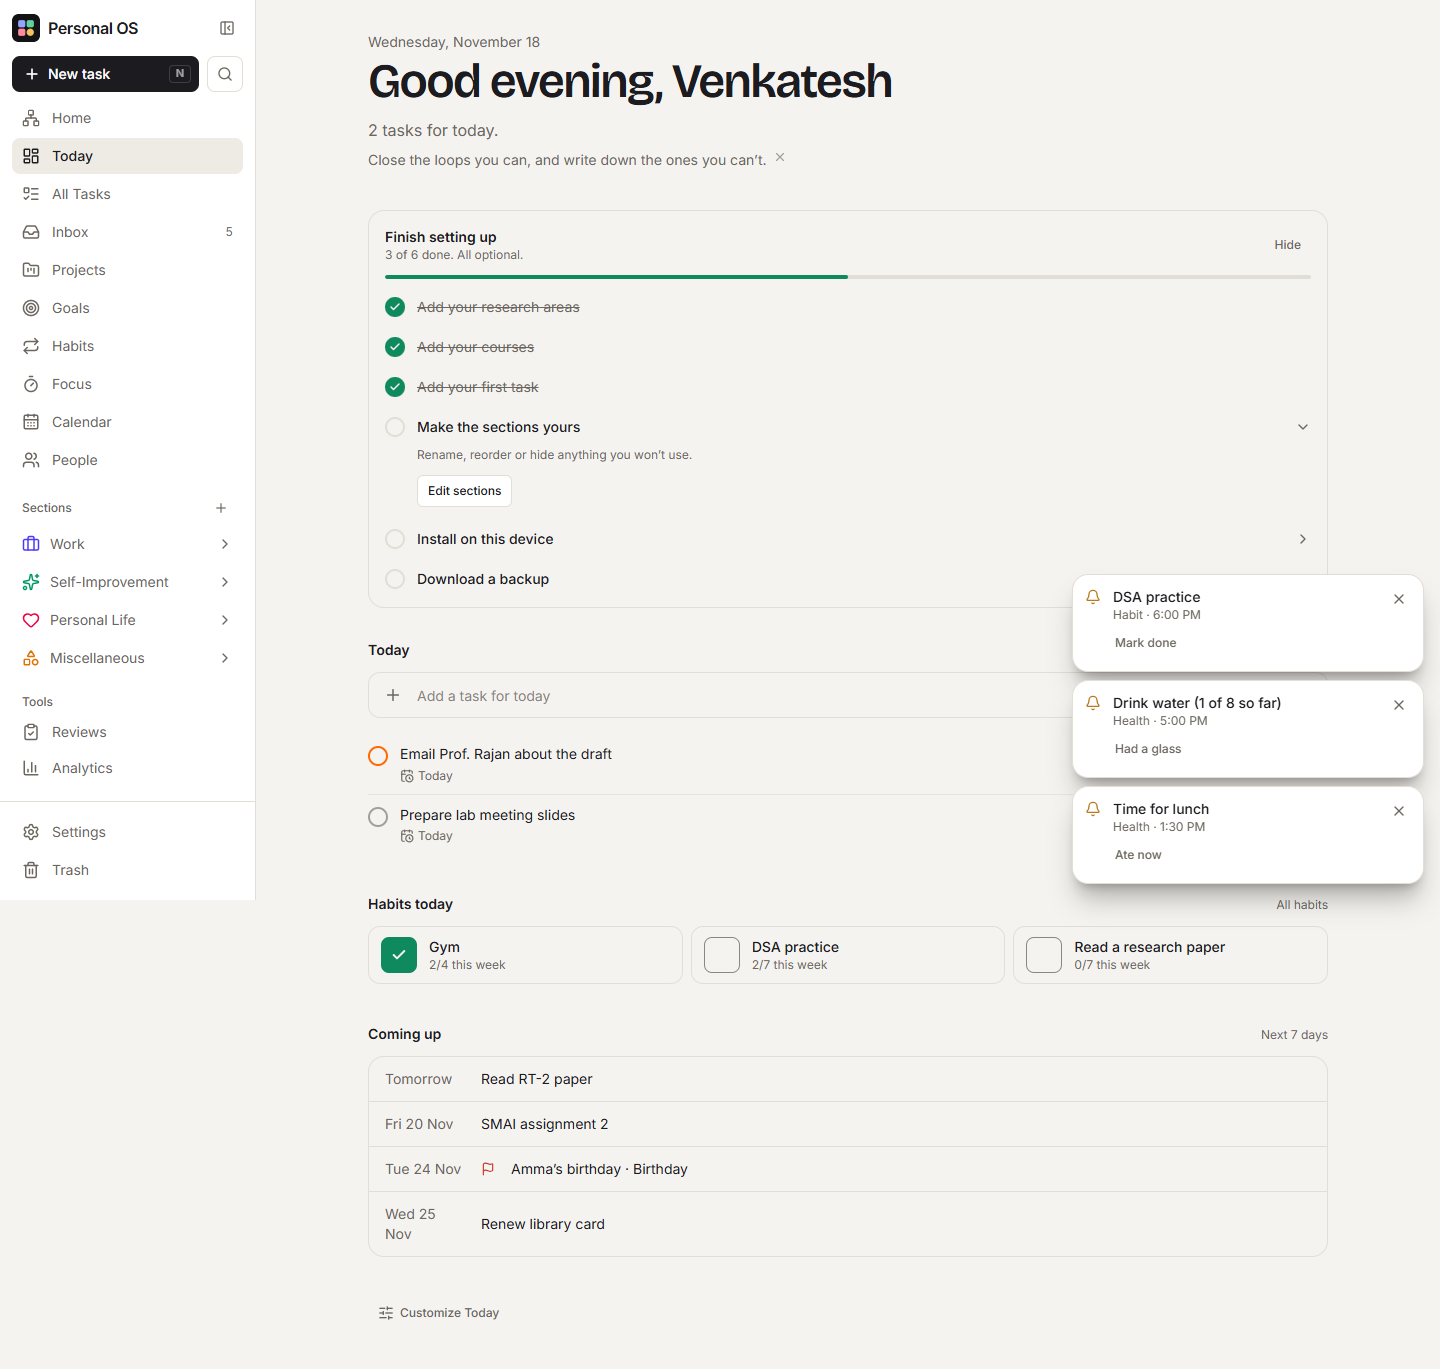 Personal OS
New task N
Home
Today
All Tasks
Inbox 5
Projects
Goals
Habits
Focus
Calendar
People
Sections
Work
Self-Improvement
Personal Life
Miscellaneous
Tools
Reviews
Analytics
Settings
Trash
Wednesday, November 18
Good evening, Venkatesh
2 tasks for today.
Close the loops you can, and write down the ones you can’t.
Finish setting up
3 of 6 done. All optional.
Hide
Add your research areas
Add your courses
Add your first task
Make the sections yours
Rename, reorder or hide anything you won’t use.
Edit sections
Install on this device
Download a backup
Today
Add a task for today
Email Prof. Rajan about the draft
Today
Prepare lab meeting slides
Today
DSA practice
Habit · 6:00 PM
Mark done
Drink water (1 of 8 so far)
Health · 5:00 PM
Had a glass
Time for lunch
Health · 1:30 PM
Ate now
Habits today
All habits
Gym
2/4 this week
DSA practice
2/7 this week
Read a research paper
0/7 this week
Coming up
Next 7 days
Tomorrow Read RT-2 paper
Fri 20 Nov SMAI assignment 2
Tue 24 Nov Amma’s birthday · Birthday
Wed 25
Nov
Renew library card
Customize Today